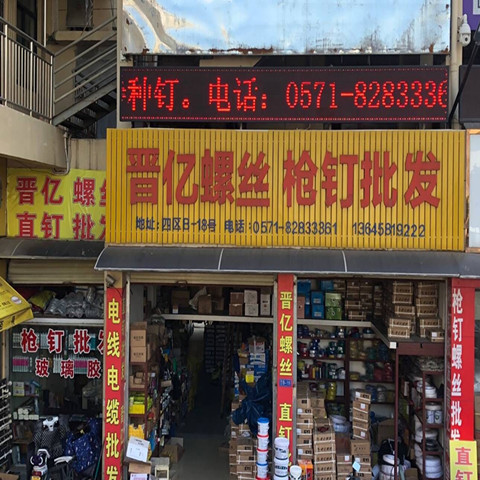 种钉。电话:0571-8283336
晋亿螺丝 枪钉批发
地址:四区B-18号 电话:0571-82833351 13645819222
晋亿螺丝
直钉批发
枪钉批
玻璃胶
电线电缆批发
晋亿螺丝 直钉
枪钉螺丝批发
直钉